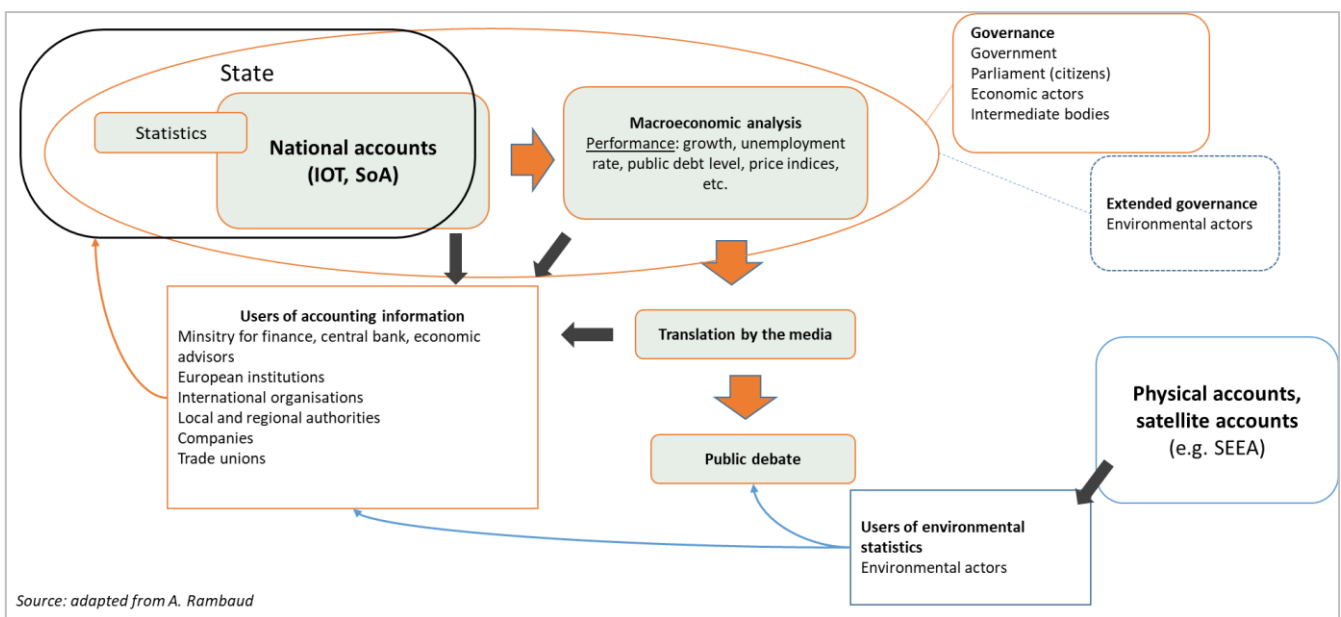 State
Statistics
National accounts
(IOT, SoA)
Macroeconomic analysis
Performance: growth, unemployment
rate, public debt level, price indices,
etc.
Governance
Government
Parliament (citizens)
Economic actors
Intermediate bodies
Extended governance
Environmental actors
Users of accounting information
Minsitry for finance, central bank, economic
advisors
European institutions
International organisations
Local and regional authorities
Companies
Trade unions
Translation by the media
Public debate
Physical accounts,
satellite accounts
(e.g. SEEA)
Users of environmental
statistics
Environmental actors
Source: adapted from A. Rambaud